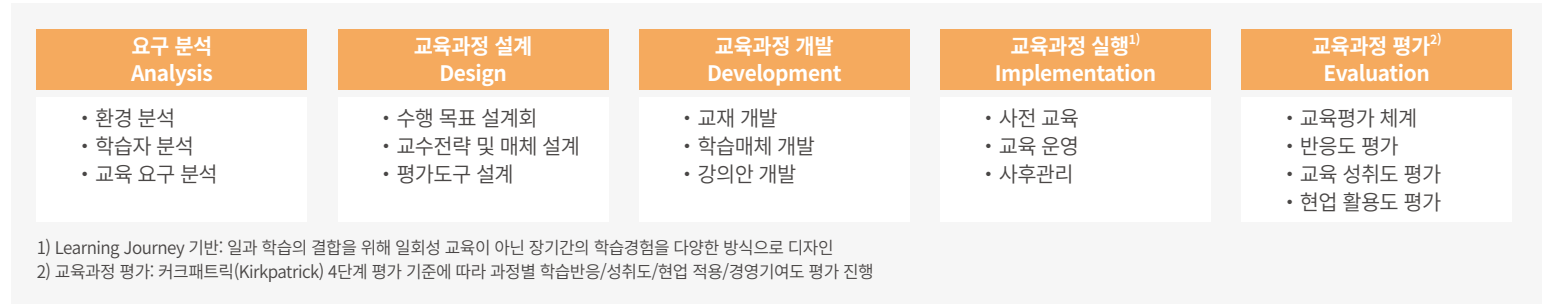 요구 분석
Analysis
• 환경 분석
• 학습자 분석
• 교육 요구 분석
교육과정 설계
Design
• 수행 목표 설계회
• 교수전략 및 매체 설계
• 평가도구 설계
교육과정 개발
Development
• 교재 개발
• 학습매체 개발
• 강의안 개발
교육과정 실행1)
Implementation
• 사전 교육
• 교육 운영
• 사후관리
교육과정 평가2)
Evaluation
• 교육평가 체계
• 반응도 평가
• 교육 성취도 평가
• 현업 활용도 평가
1) Learning Journey 기반: 일과 학습의 결합을 위해 일회성 교육이 아닌 장기간의 학습경험을 다양한 방식으로 디자인
2) 교육과정 평가: 커크패트릭(Kirkpatrick) 4단계 평가 기준에 따라 과정별 학습반응/성취도/현업 적용/경영기여도 평가 진행